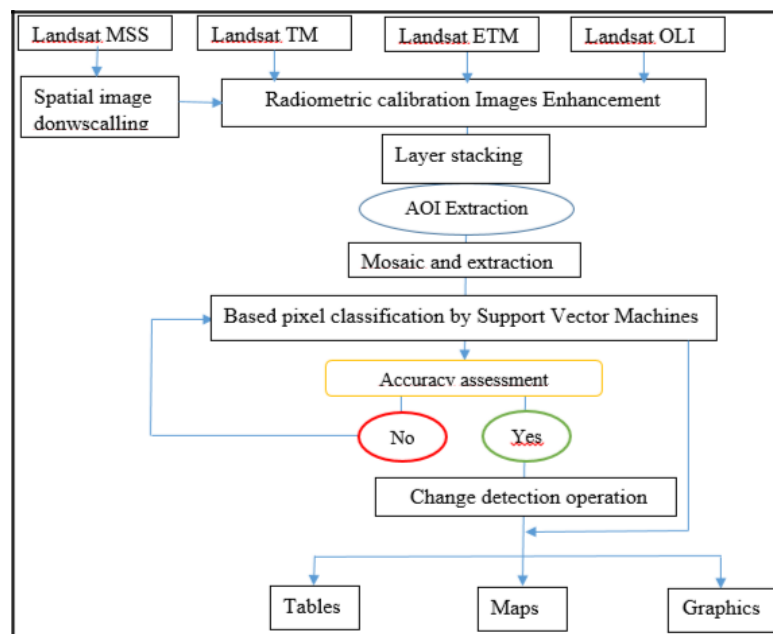 Landsat MSS
Landsat TM
Landsat ETM
Landsat OLI
Spatial image
donwscalling
Radiometric calibration Images Enhancement
Layer stacking
AOI Extraction
Mosaic and extraction
Based pixel classification by Support Vector Machines
Accuracy assessment
No
Yes
Change detection operation
Tables
Maps
Graphics